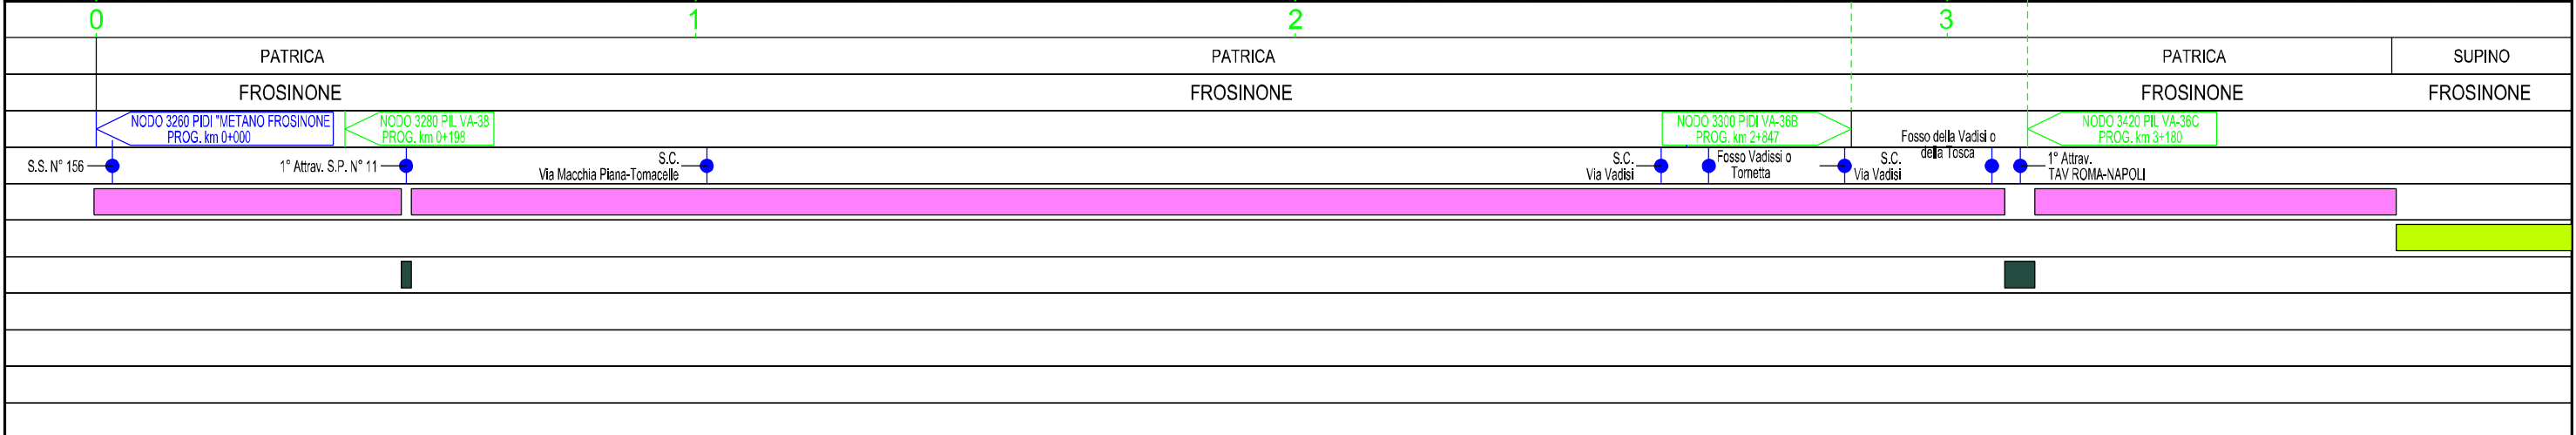 0 1 2 3
PATRICA PATRICA PATRICA SUPINO
FROSINONE FROSINONE FROSINONE FROSINONE
NODO 3260 PIDI "METANO FROSINONE
PROG. km 0+000
NODO 3280 PIL VA-38
PROG. km 0+198
NODO 3300 PIDI VA-36B
PROG. km 2+847
NODO 3420 PIL VA-36C
PROG. km 3+180
S.S. N° 156
1° Attrav. S.P. N° 11
S.C.
Via Macchia Piana-Tomacelle
S.C.
Via Vadisi
Fosso Vadissi o
Tornetta
S.C.
Via Vadisi
Fosso della Vadisi o
della Tosca
1° Attrav.
TAV ROMA-NAPOLI